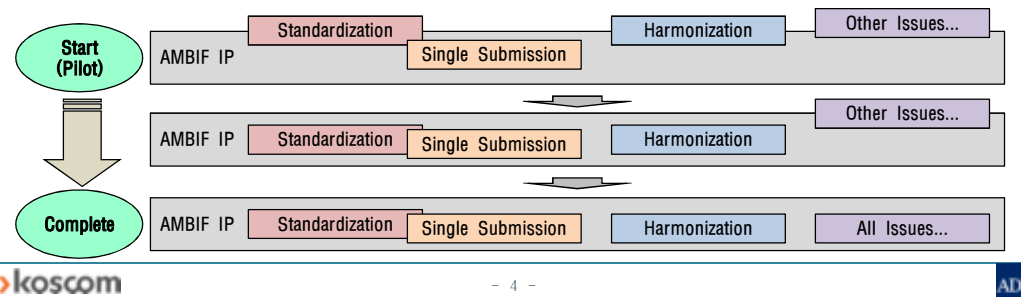 Start
(Pilot)
AMBIF IP
Standardization
Single Submission
Harmonization
Other Issues...
AMBIF IP
Standardization
Single Submission
Harmonization
Other Issues...
Complete
AMBIF IP
Standardization
Single Submission
Harmonization
All Issues...
koscom
- 4 -
AD